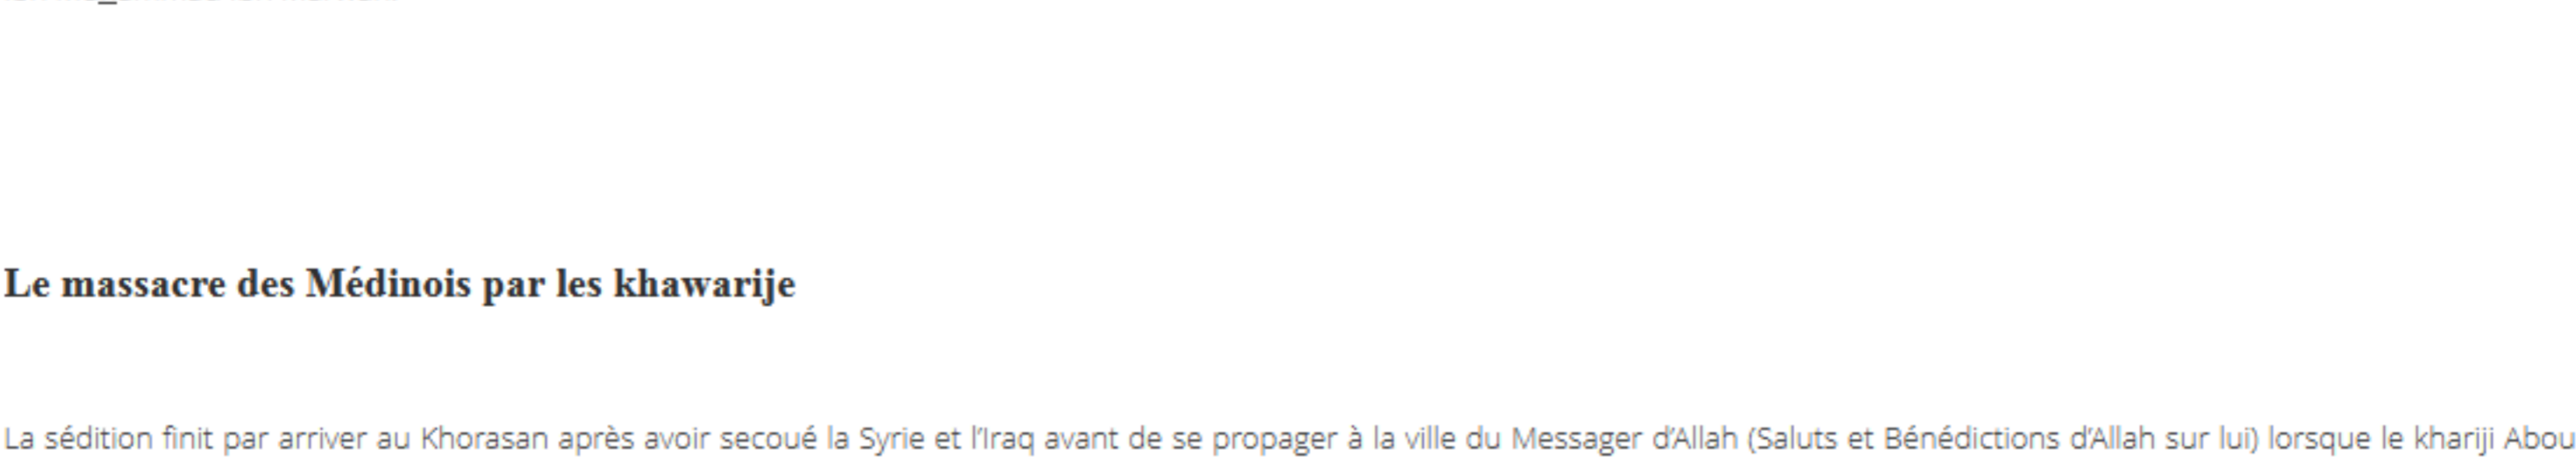 Le massacre des Médinois par les khawarije
La sédition finit par arriver au Khorasan après avoir secoué la Syrie et l’Iraq avant de se propager à la ville du Messager d’Allah (Saluts et Bénédictions d’Allah sur lui) lorsque le khariji Abou